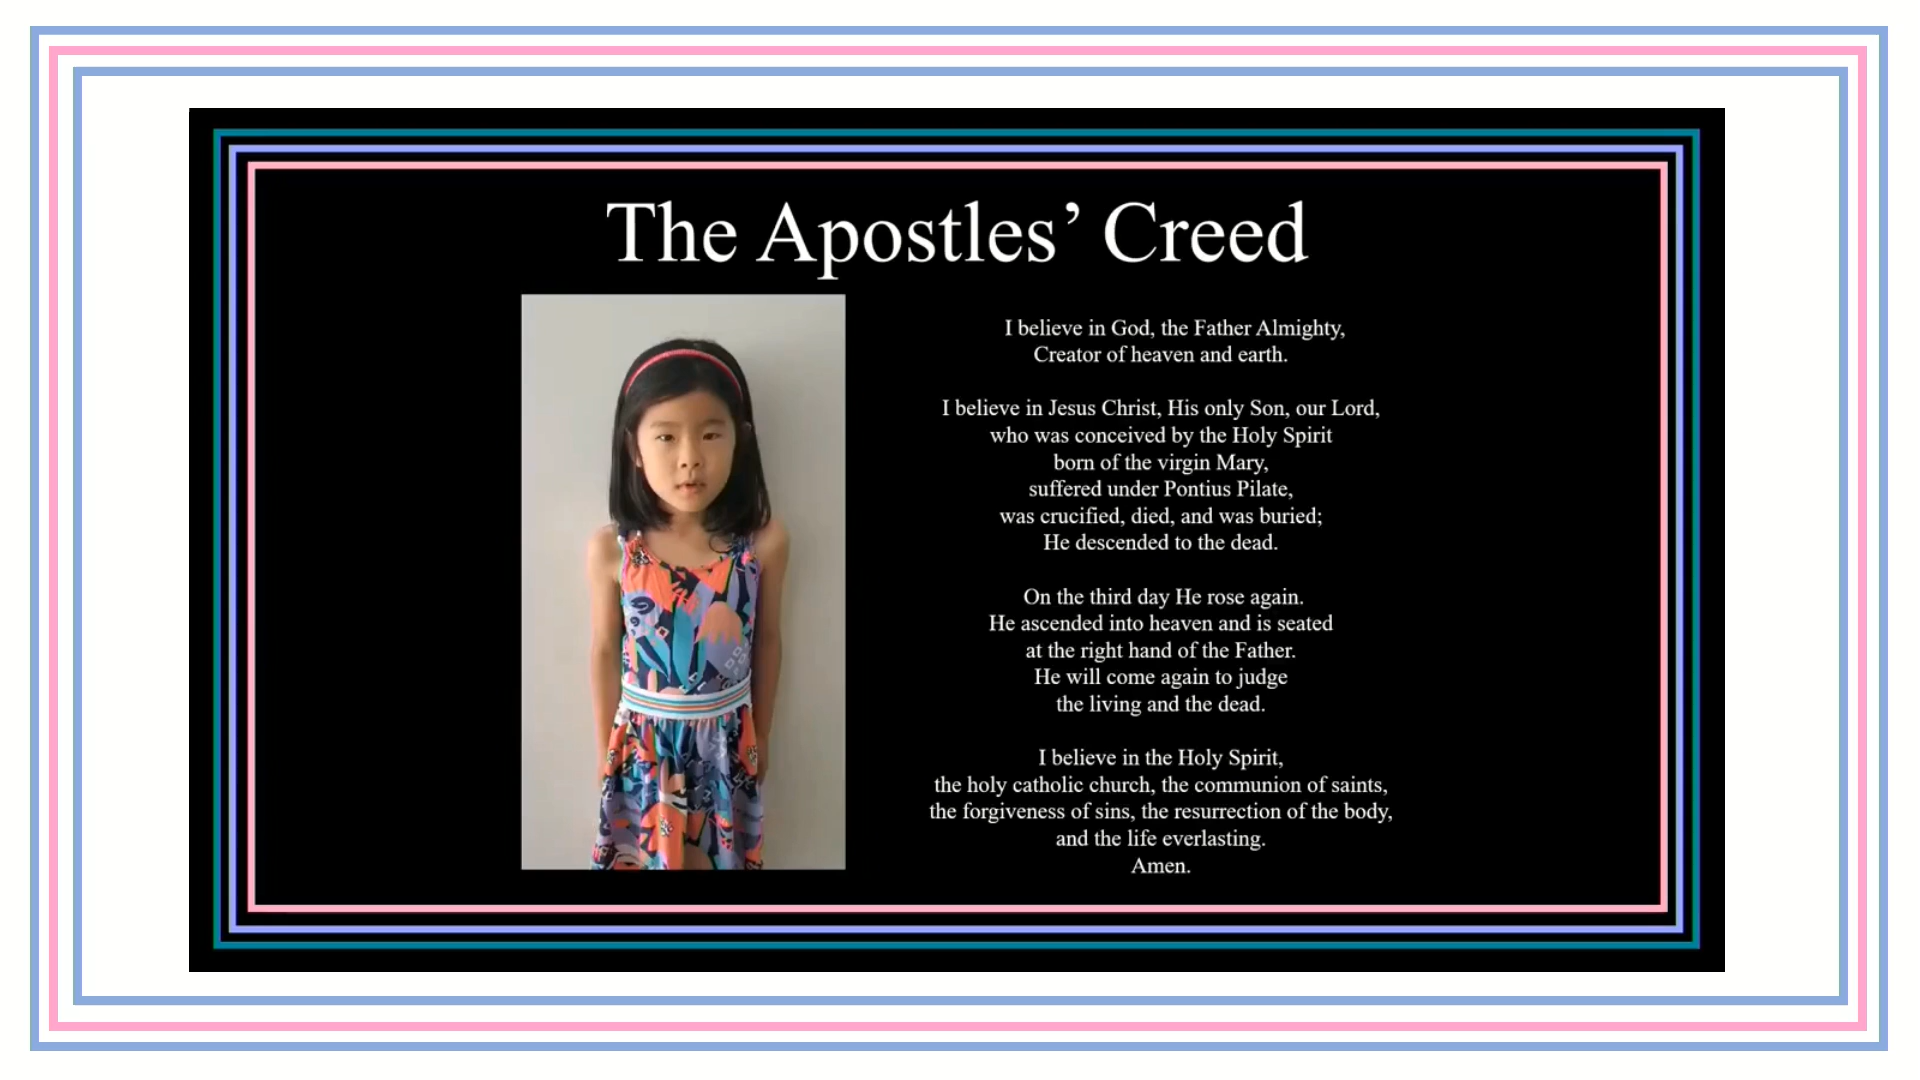 The Apostles’ Creed
I believe in God, the Father Almighty,
Creator of heaven and earth.
I believe in Jesus Christ, His only Son, our Lord,
who was conceived by the Holy Spirit
born of the virgin Mary,
suffered under Pontius Pilate,
was crucified, died, and was buried;
He descended to the dead.
On the third day He rose again.
He ascended into heaven and is seated
at the right hand of the Father.
He will come again to judge
the living and the dead.
I believe in the Holy Spirit,
the holy catholic church, the communion of saints,
the forgiveness of sins, the resurrection of the body,
and the life everlasting.
Amen.